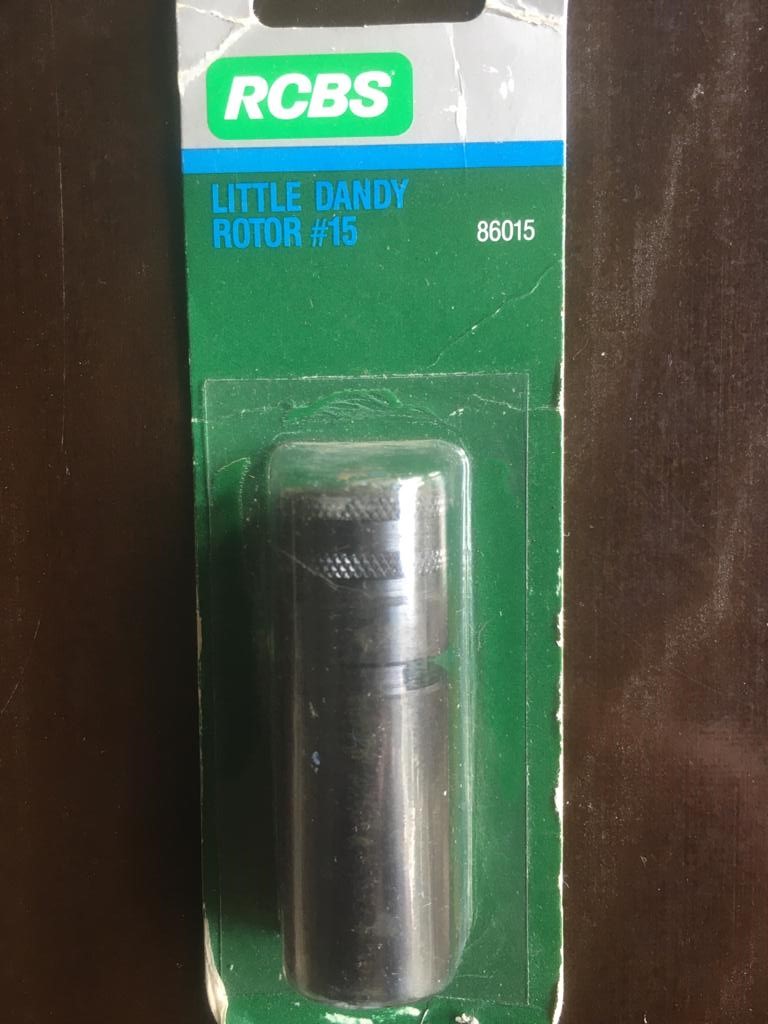 RCBS
LITTLE DANDY
ROTOR #15
86015